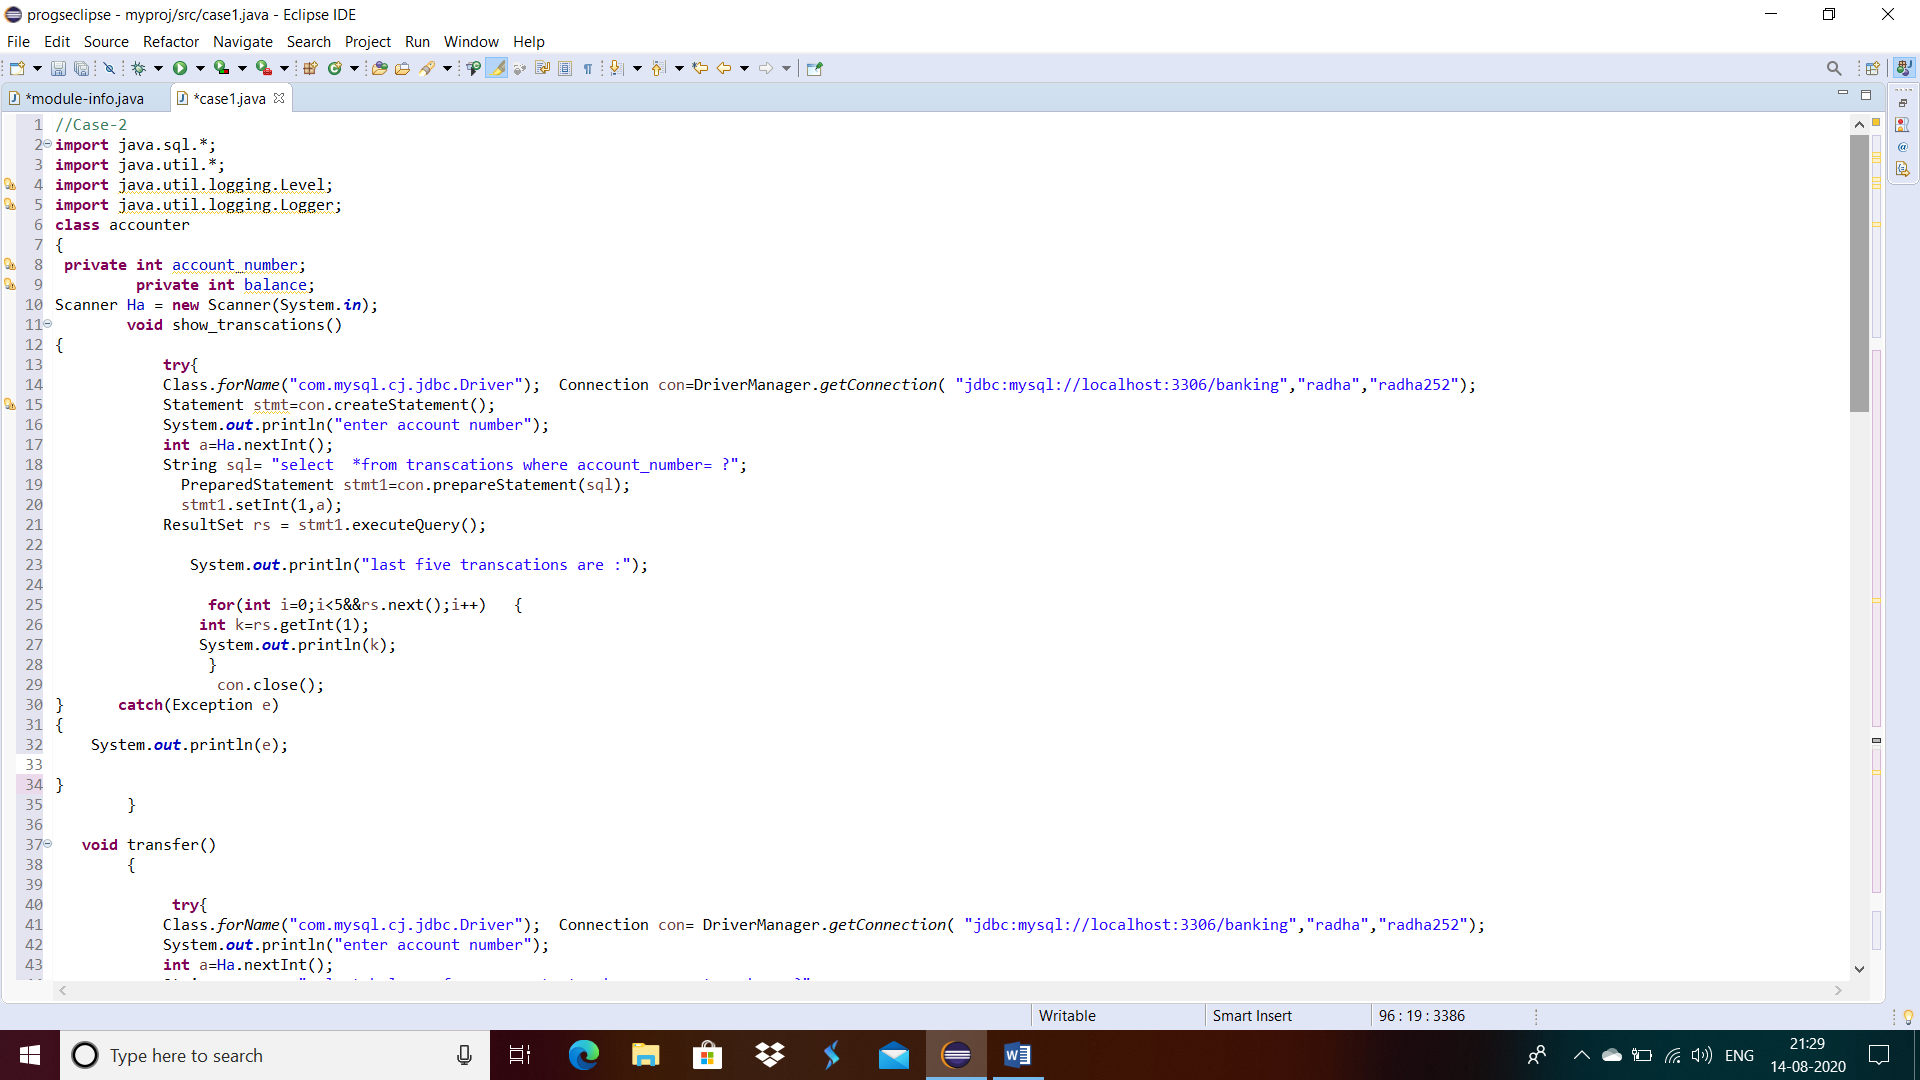 progseclipse - myproj/src/case1.java - Eclipse IDE
File Edit Source Refactor Navigate Search Project Run Window Help
*module-info.java *case1.java
1 //Case-2
2 import java.sql.*;
3 import java.util.*;
4 import java.util.logging.Level;
5 import java.util.logging.Logger;
6 class accounter
7 {
8 private int account_number;
9 private int balance;
10 Scanner Ha = new Scanner(System.in);
11 void show_transcations()
12 {
13 try{
14 Class.forName("com.mysql.cj.jdbc.Driver"); Connection con=DriverManager.getConnection( "jdbc:mysql://localhost:3306/banking","radha","radha252");
15 Statement stmt=con.createStatement();
16 System.out.println("enter account number");
17 int a=Ha.nextInt();
18 String sql= "select *from transcations where account_number= ?";
19 PreparedStatement stmt1=con.prepareStatement(sql);
20 stmt1.setInt(1,a);
21 ResultSet rs = stmt1.executeQuery();
22
23 System.out.println("last five transcations are :");
24
25 for(int i=0;i<5&&rs.next();i++) {
26 int k=rs.getInt(1);
27 System.out.println(k);
28 }
29 con.close();
30 } catch(Exception e)
31 {
32 System.out.println(e);
33
34 }
35 }
36
37 void transfer()
38 {
39
40 try{
41 Class.forName("com.mysql.cj.jdbc.Driver"); Connection con= DriverManager.getConnection( "jdbc:mysql://localhost:3306/banking","radha","radha252");
42 System.out.println("enter account number");
43 int a=Ha.nextInt();
Writable Smart Insert 96 : 19 : 3386
Type here to search
ENG 21:29
14-08-2020